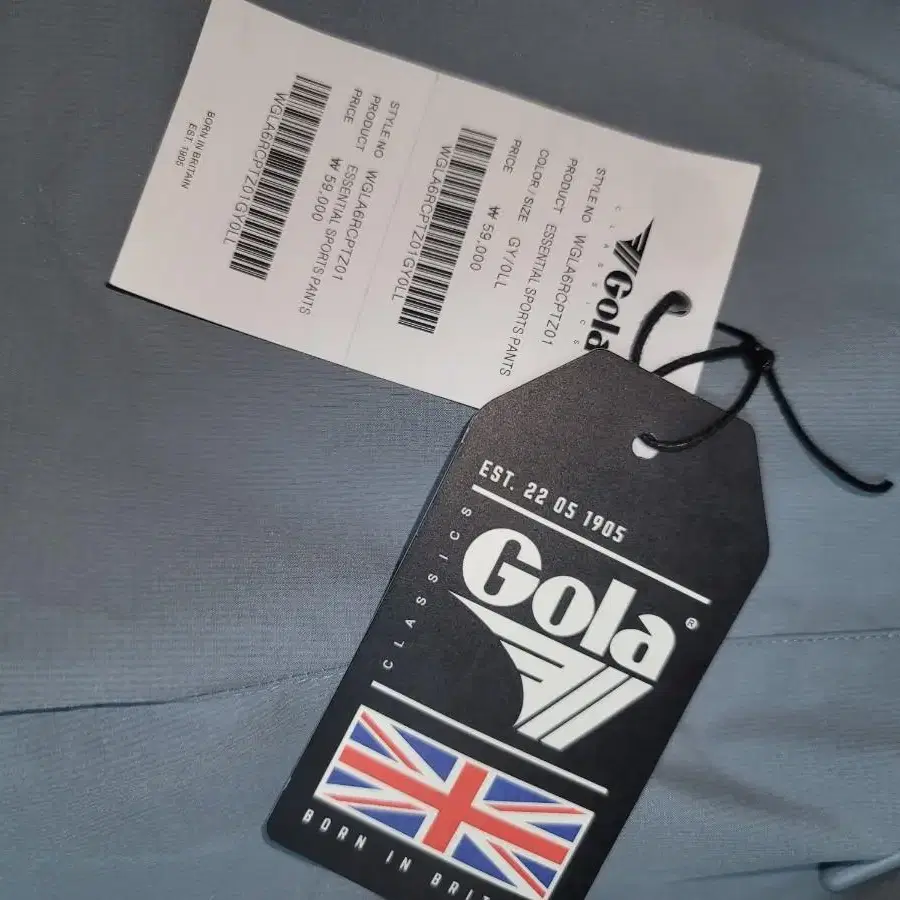 CLASSICS
Gola
STYLE NO WGLA6RCPTZ01
PRODUCT ESSENTIAL SPORTS PANTS
COLOR/SIZE GY/0LL
PRICE ₩ 59,000
WGLA6RCPTZ01GY0LL
STYLE NO WGLA6RCPTZ01
PRODUCT ESSENTIAL SPORTS PANTS
PRICE ₩ 59,000
WGLA6RCPTZ01GY0LL
BORN IN BRITAIN
EST. 1905
EST. 22 05 1905
CLASSICS
Gola®
BORN IN